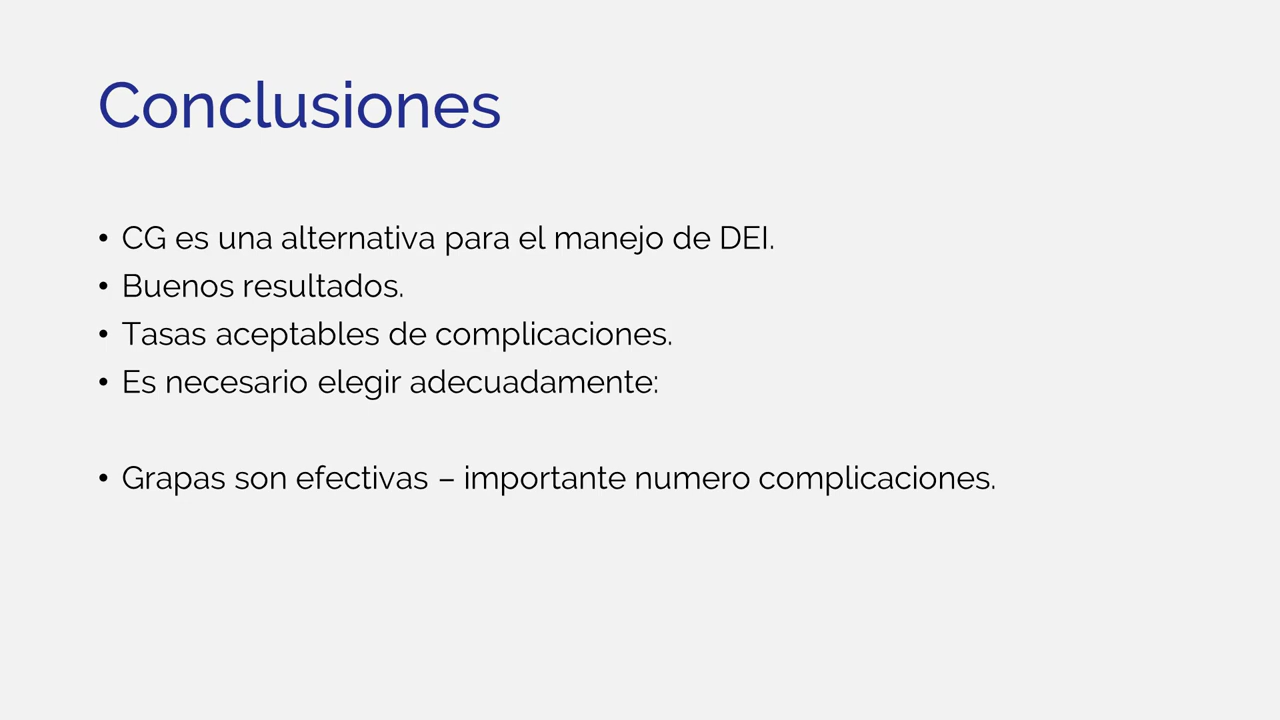 Conclusiones
• CG es una alternativa para el manejo de DEI.
• Buenos resultados.
• Tasas aceptables de complicaciones.
• Es necesario elegir adecuadamente:
• Grapas son efectivas – importante numero complicaciones.